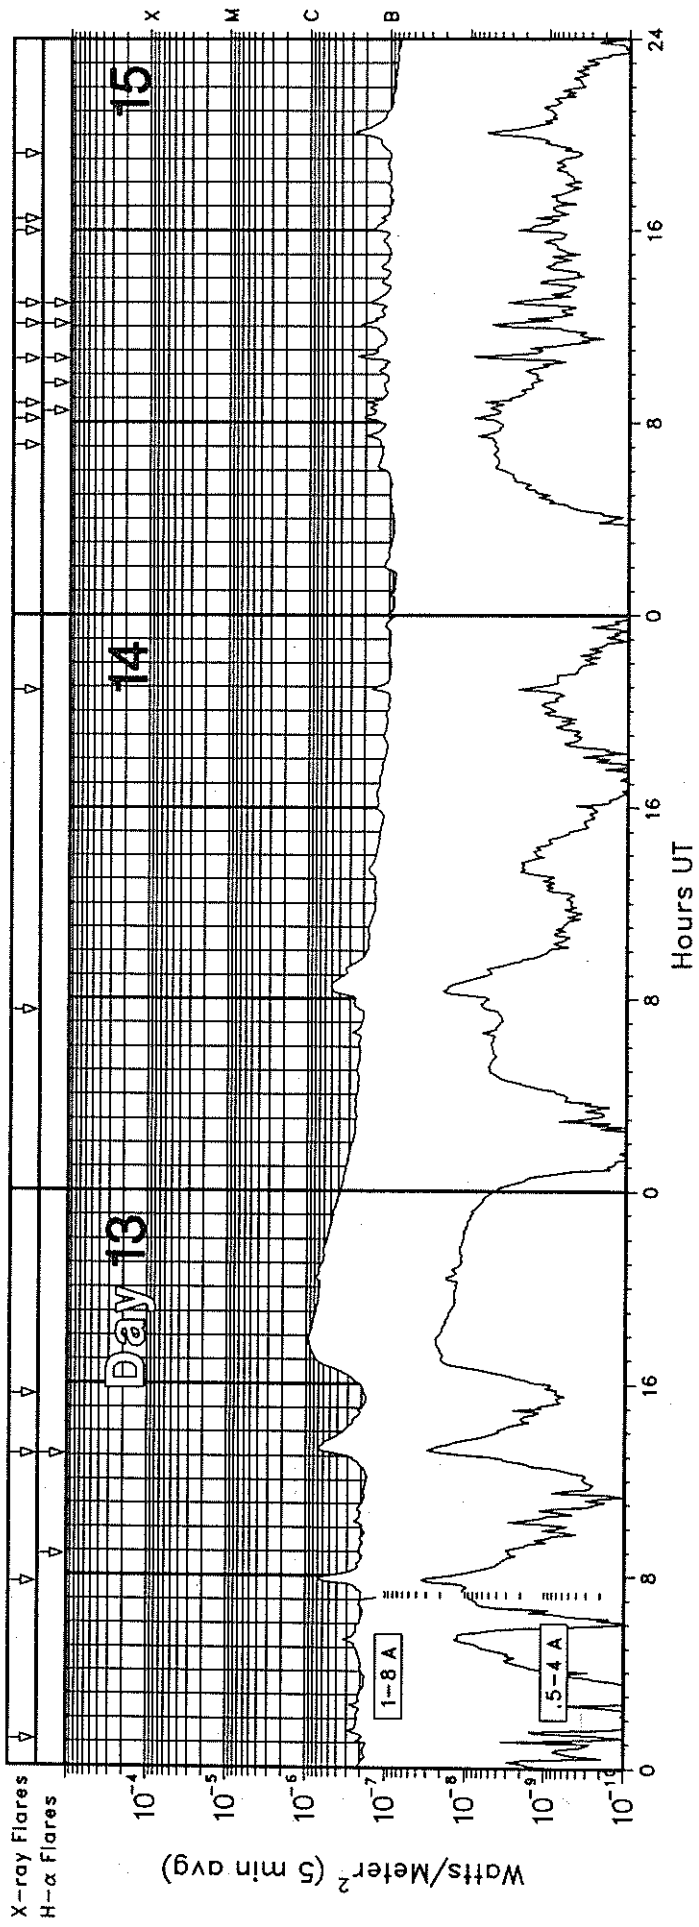 X-ray Flares
H-α Flares
Day 13
14
15
X
M
C
B
10⁻⁴
10⁻⁵
10⁻⁶
10⁻⁷
10⁻⁸
10⁻⁹
10⁻¹⁰
Watts/Meter² (5 min avg)
1-8 A
.5-4 A
0 8 16 0 8 16 0 8 16 24
Hours UT